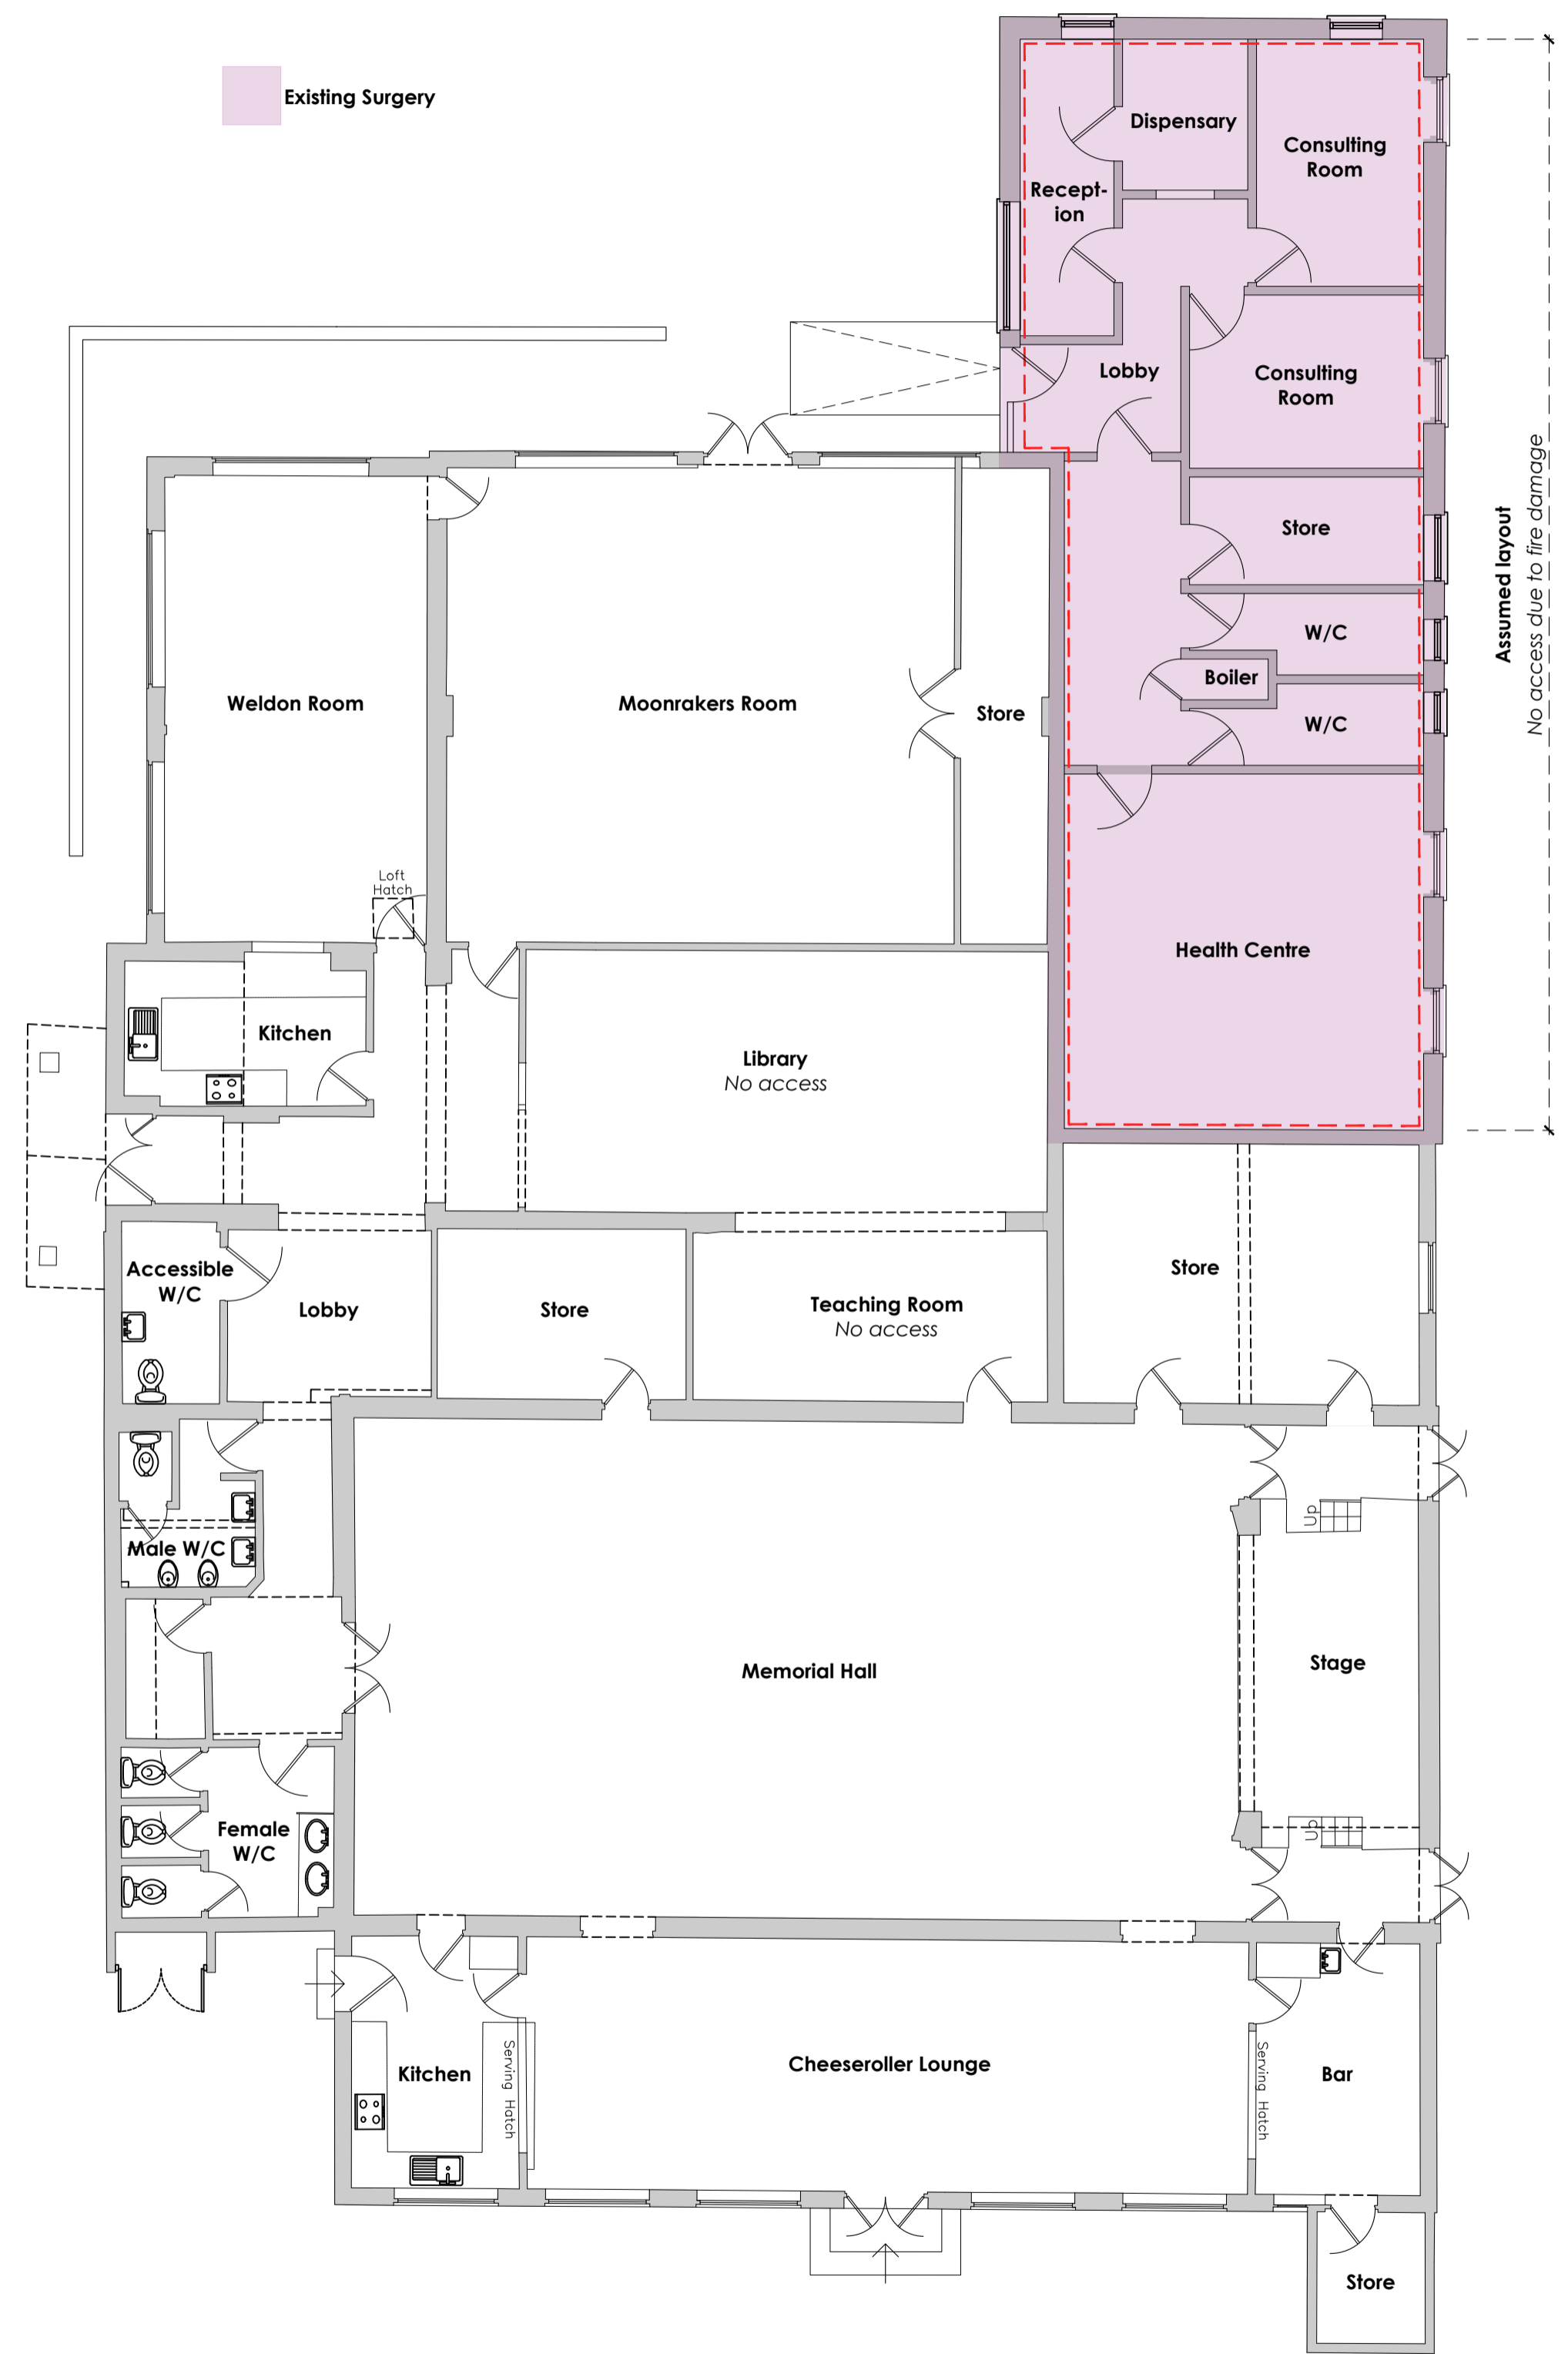 Existing Surgery
Dispensary
Consulting
Room
Recept-
ion
Lobby
Consulting
Room
Store
W/C
Boiler
W/C
Assumed layout
No access due to fire damage
Weldon Room
Moonrakers Room
Store
Loft
Hatch
Health Centre
Kitchen
Library
No access
Accessible
W/C
Lobby
Store
Teaching Room
No access
Store
Up
Male W/C
Memorial Hall
Stage
Up
Female
W/C
Kitchen
Serving Hatch
Cheeseroller Lounge
Serving Hatch
Bar
Store